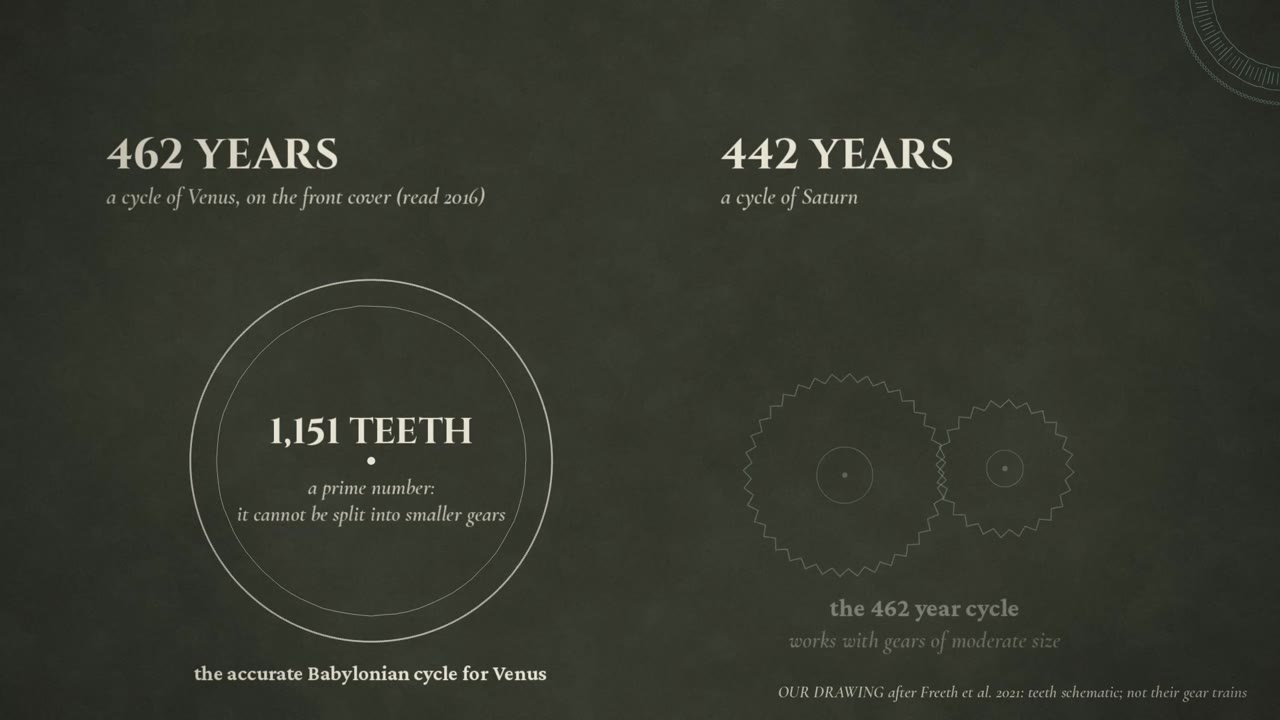 462 YEARS
a cycle of Venus, on the front cover (read 2016)
442 YEARS
a cycle of Saturn
1,151 TEETH
a prime number:
it cannot be split into smaller gears
the accurate Babylonian cycle for Venus
the 462 year cycle
works with gears of moderate size
OUR DRAWING after Freeth et al. 2021: teeth schematic; not their gear trains